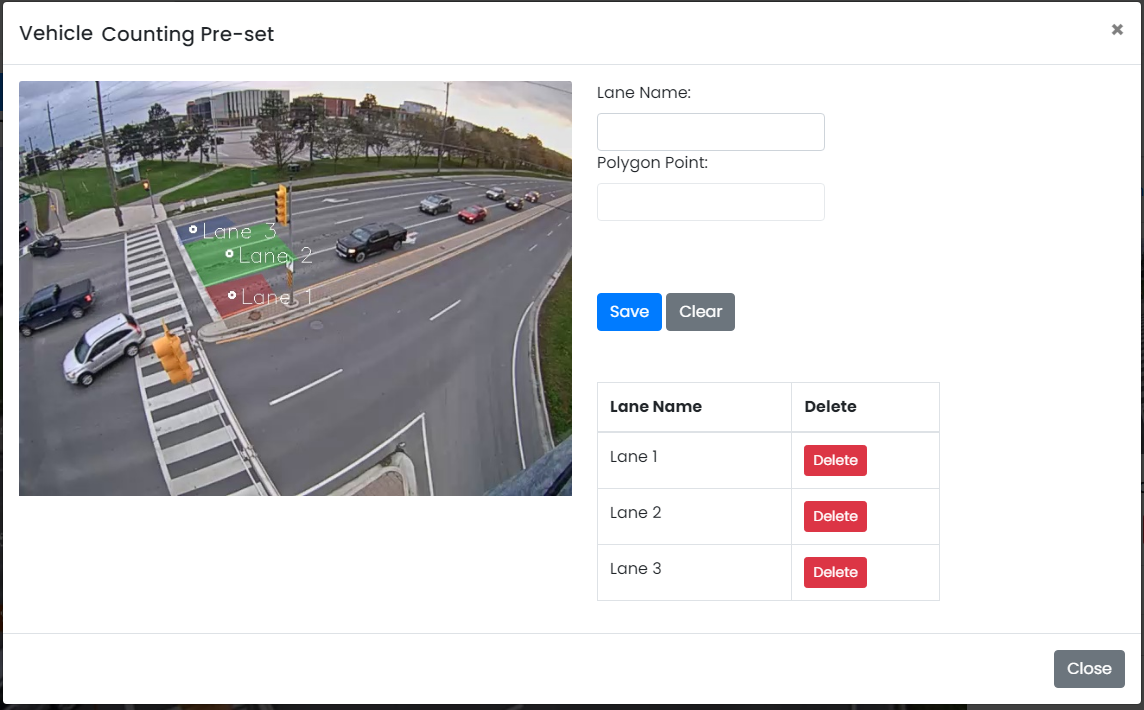 Vehicle Counting Pre-set
×
Lane Name:
Polygon Point:
Lane 3
Lane 2
Lane 1
Save
Clear
Lane Name Delete
Lane 1 Delete
Lane 2 Delete
Lane 3 Delete
Close